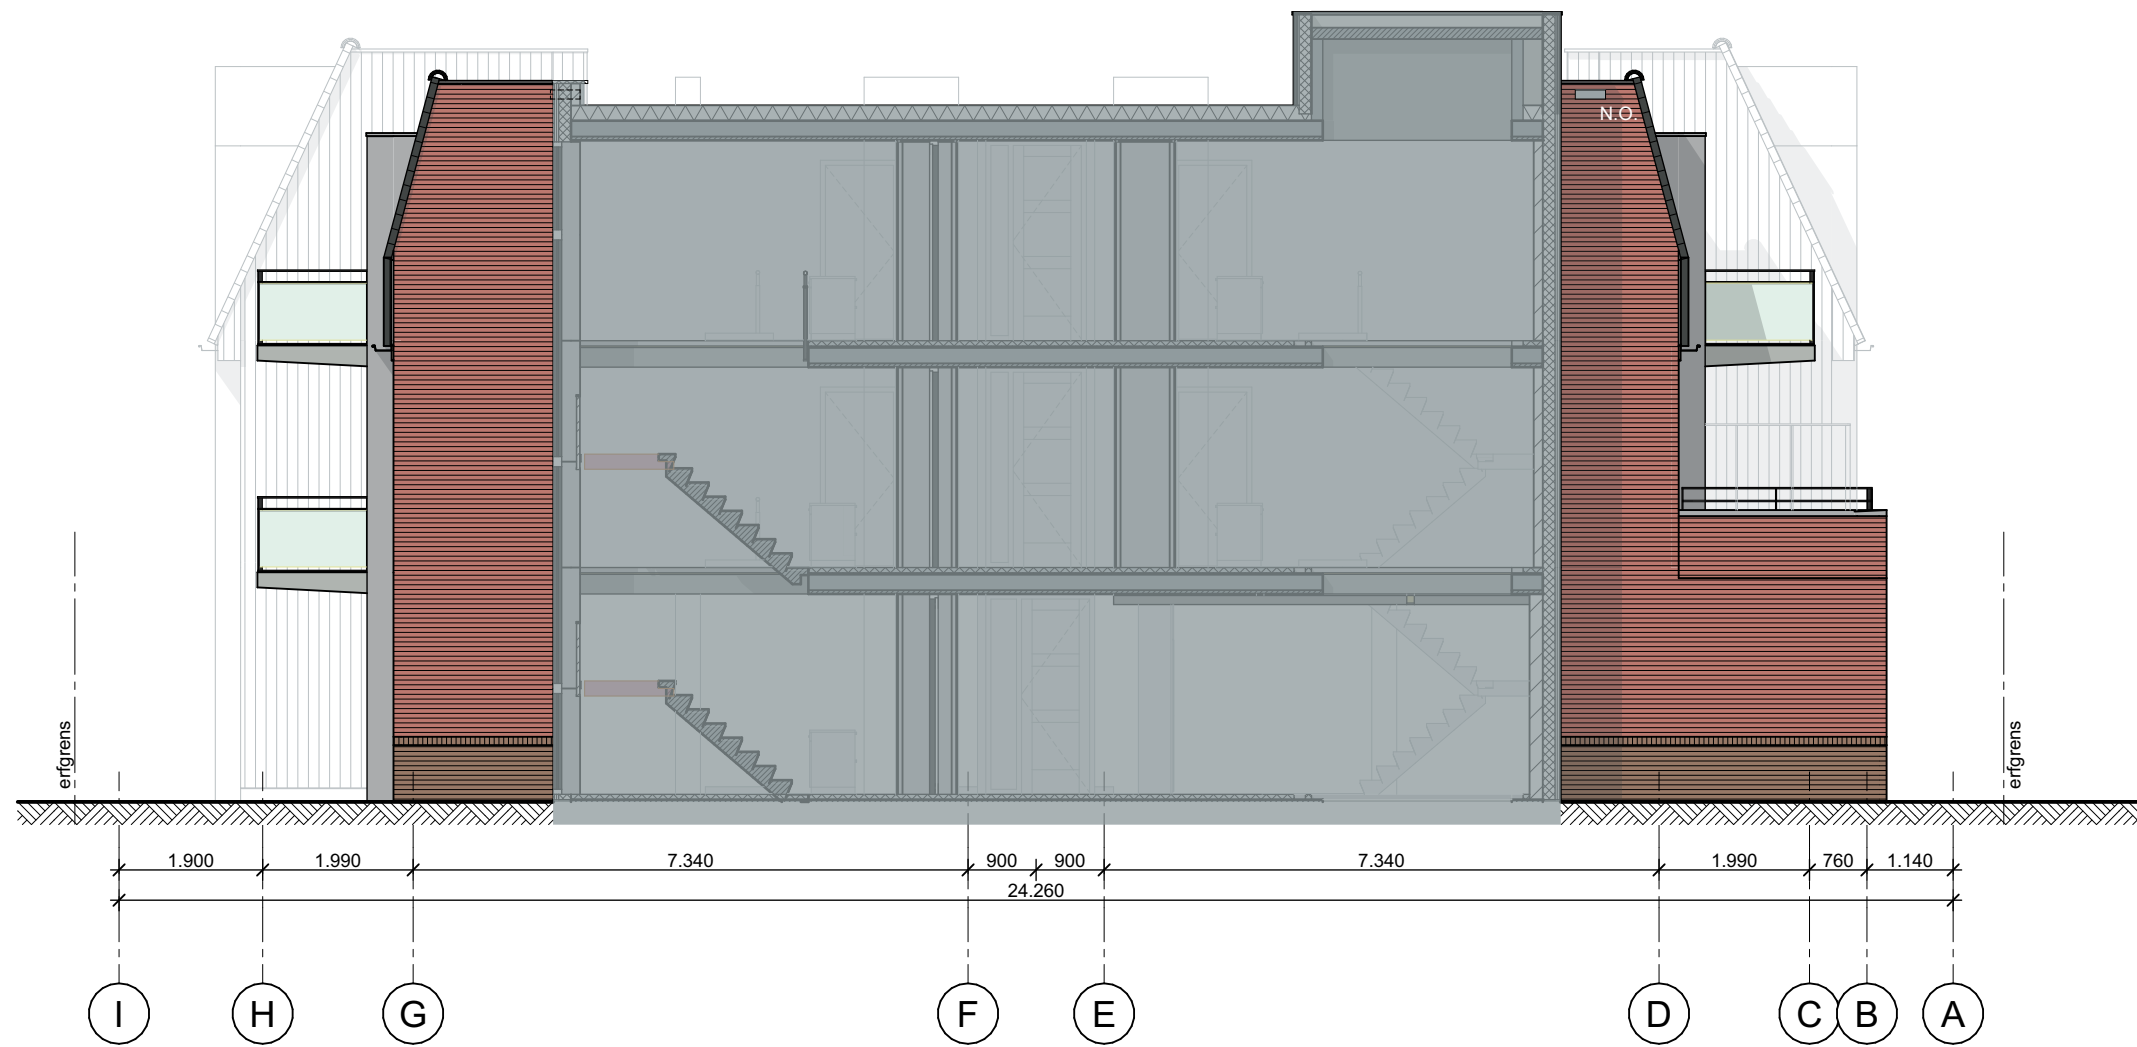 N.O.
erfgrens
erfgrens
1.900 1.990 7.340 900 900 7.340 1.990 760 1.140
24.260
I H G F E D C B A